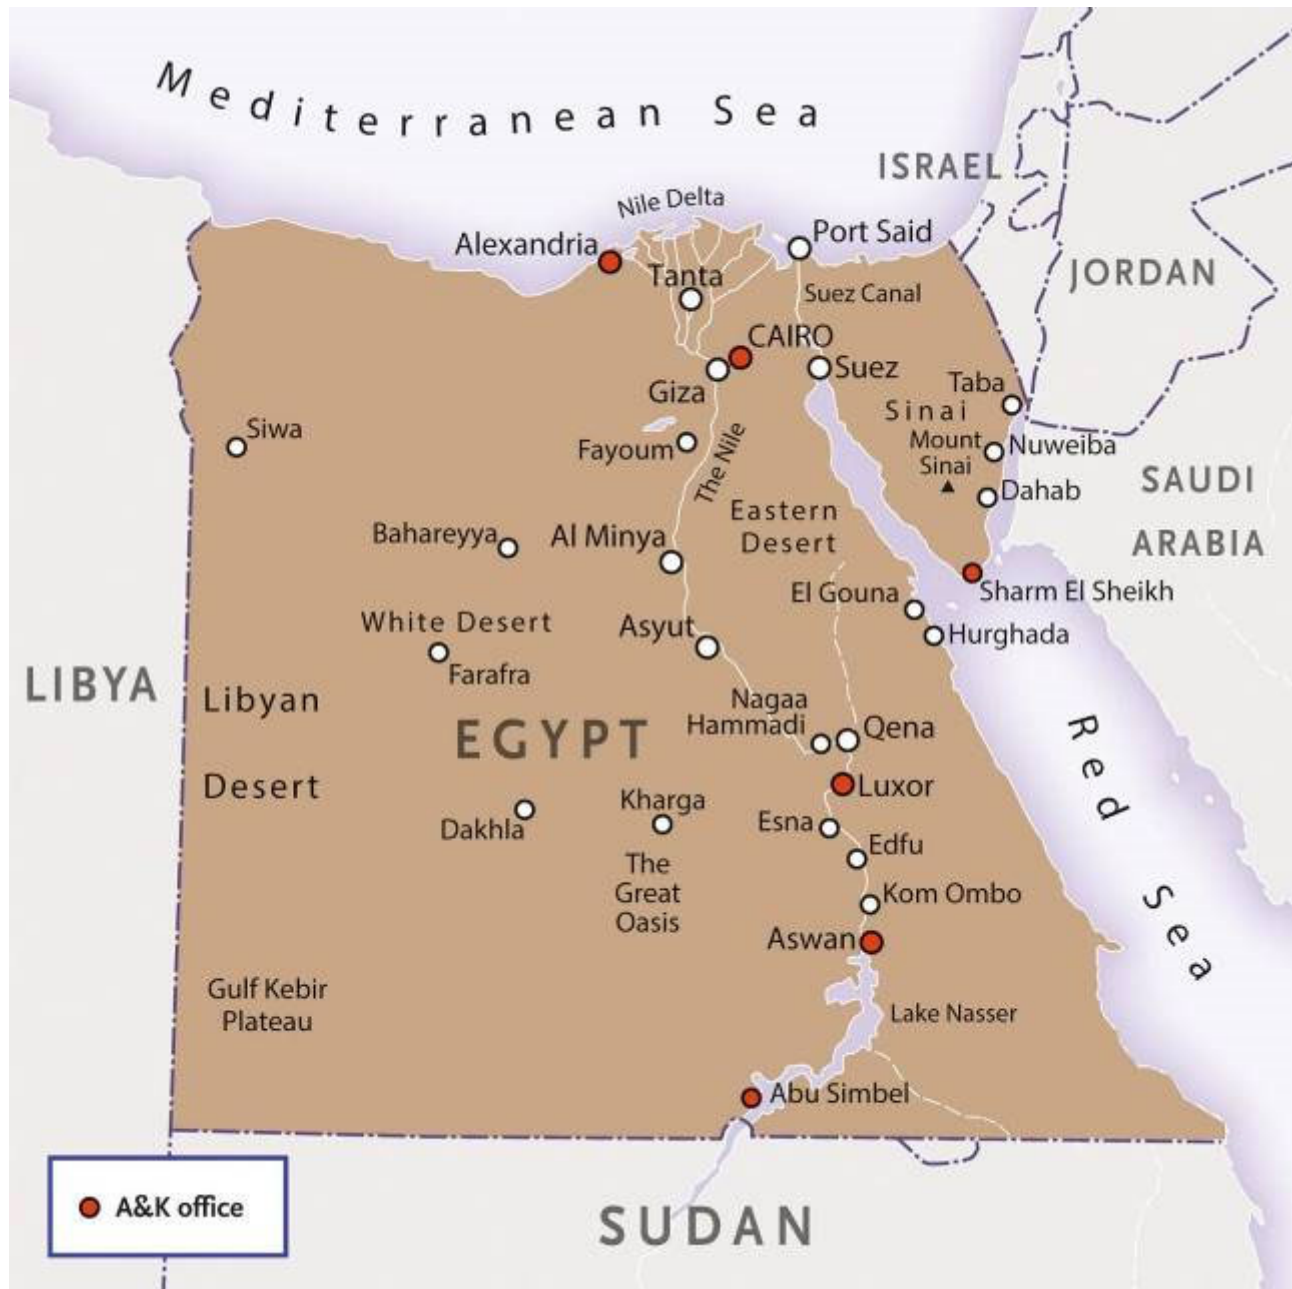 Mediterranean Sea
ISRAEL
Nile Delta
Alexandria
Port Said
Tanta
Suez Canal
JORDAN
CAIRO
Giza
Suez
Taba
Sinai
Siwa
Fayoum
The Nile
Mount
Sinai
Nuweiba
Dahab
SAUDI
ARABIA
Eastern
Desert
Bahareyya
Al Minya
El Gouna
Sharm El Sheikh
White Desert
Asyut
Hurghada
Farafra
LIBYA
Libyan
Desert
EGYPT
Nagaa
Hammadi
Qena
Red Sea
Luxor
Dakhla
Kharga
Esna
Edfu
The
Great
Oasis
Kom Ombo
Aswan
Gulf Kebir
Plateau
Lake Nasser
Abu Simbel
A&K office
SUDAN